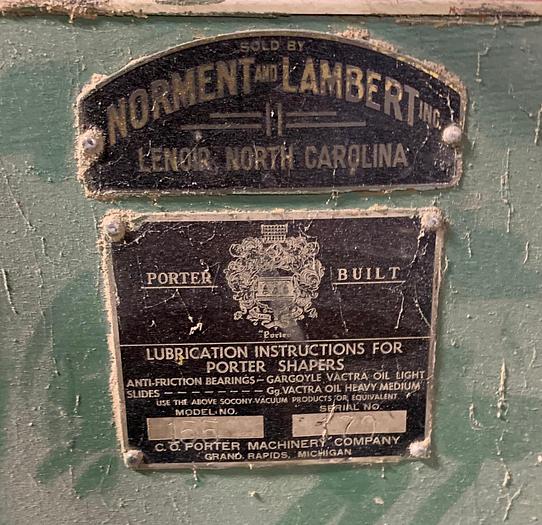 SOLD BY
NORMENT AND LAMBERT INC.
LENOIR, NORTH CAROLINA
PORTER BUILT
"Porter"
LUBRICATION INSTRUCTIONS FOR
PORTER SHAPERS
ANTI-FRICTION BEARINGS – GARGOYLE VACTRA OIL LIGHT
SLIDES – – – – – – – – Gg. VACTRA OIL HEAVY MEDIUM
USE THE ABOVE SOCONY-VACUUM PRODUCTS OR EQUIVALENT
MODEL NO. SERIAL NO.
C. O. PORTER MACHINERY COMPANY
GRAND RAPIDS, MICHIGAN